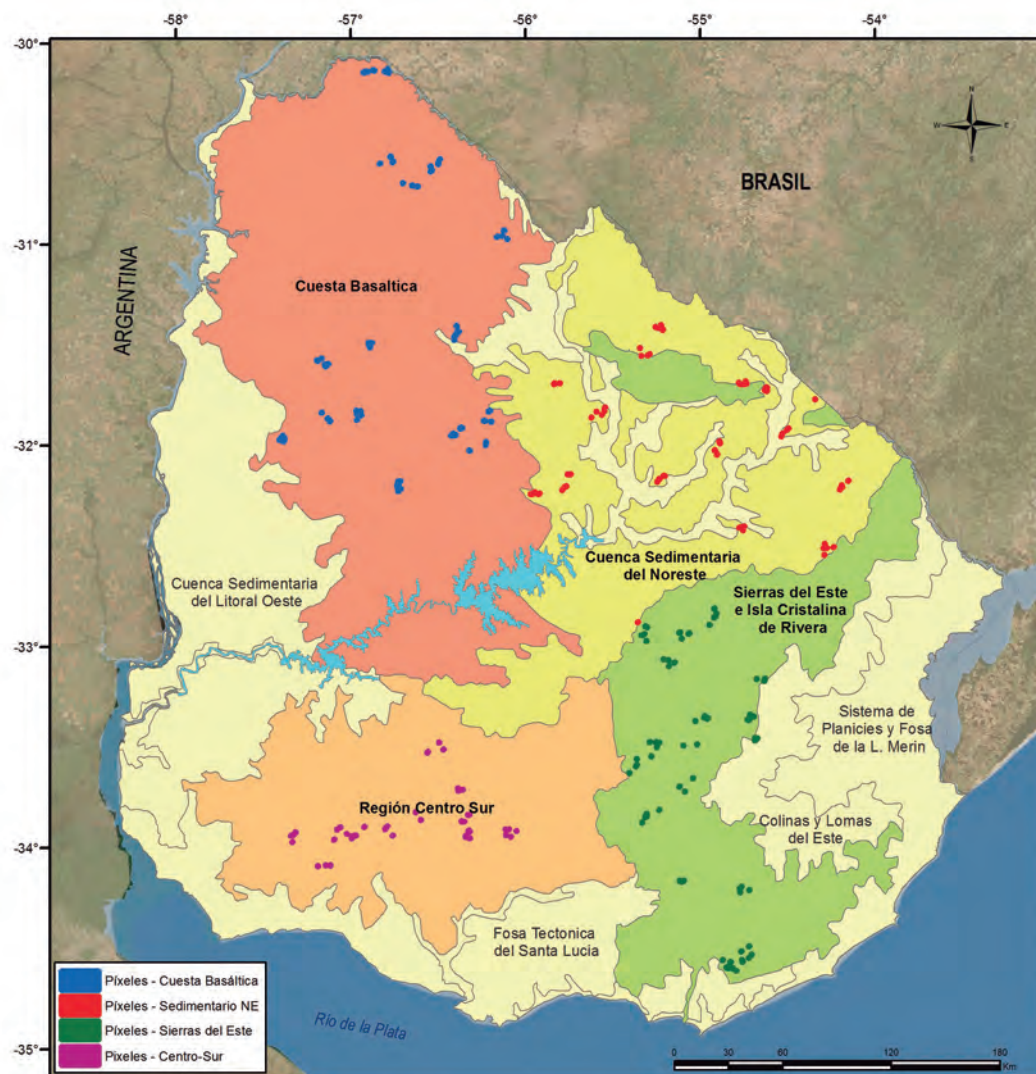 -58° -57° -56° -55° -54°
-30°
N
W E
S
BRASIL
-31°
ARGENTINA
Cuesta Basaltica
-32°
Cuenca Sedimentaria
del Noreste
Cuenca Sedimentaria
del Litoral Oeste
Sierras del Este
e Isla Cristalina
de Rivera
-33°
Sistema de
Planicies y Fosa
de la L. Merin
Región Centro Sur
Colinas y Lomas
del Este
-34°
Fosa Tectonica
del Santa Lucia
Píxeles - Cuesta Basáltica
Píxeles - Sedimentario NE
Píxeles - Sierras del Este
Pixeles - Centro-Sur
Río de la Plata
-35°
0 30 60 120 180
Km